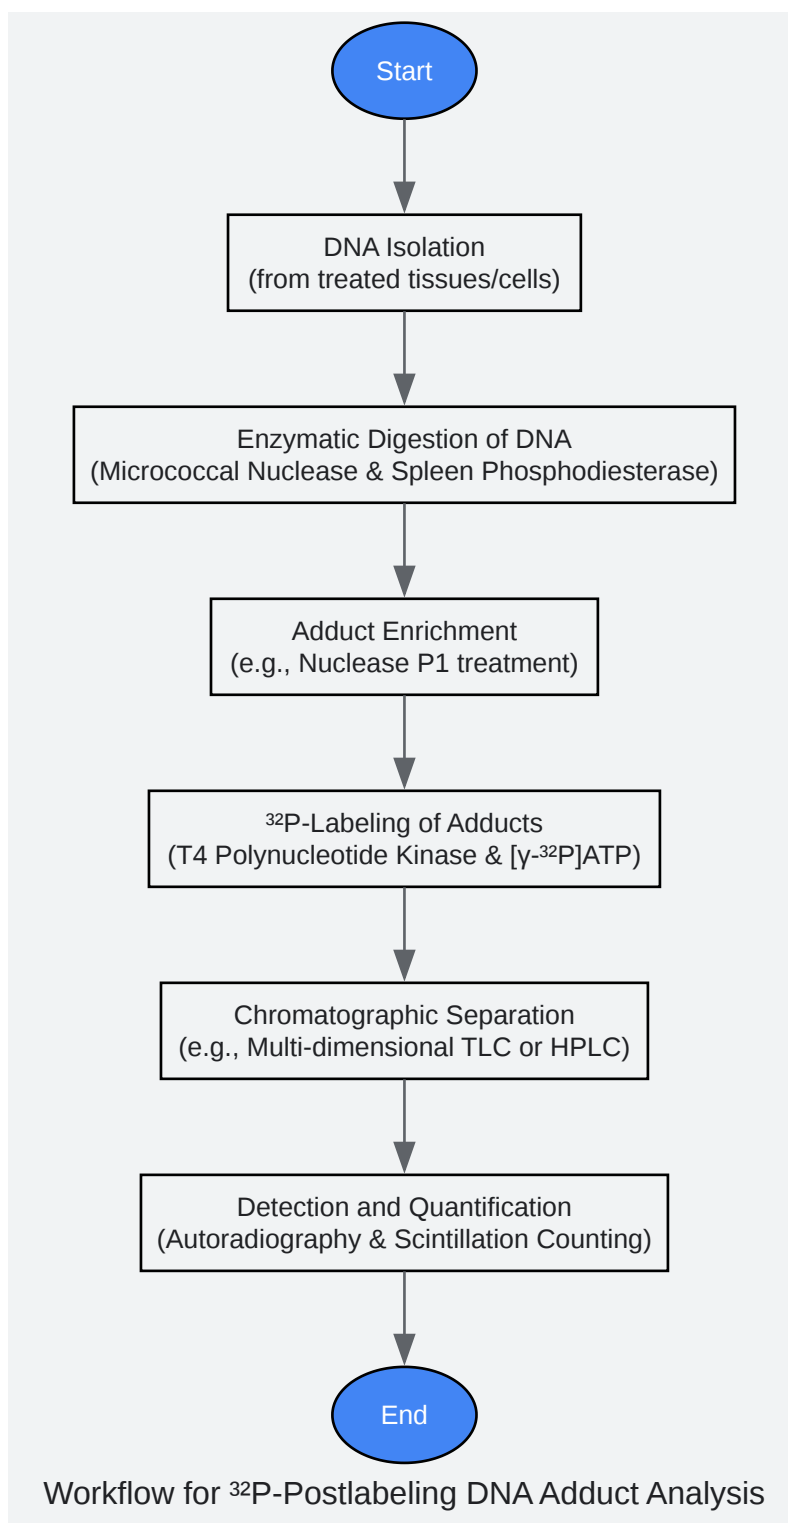 Start
DNA Isolation
(from treated tissues/cells)
Enzymatic Digestion of DNA
(Micrococcal Nuclease & Spleen Phosphodiesterase)
Adduct Enrichment
(e.g., Nuclease P1 treatment)
³²P-Labeling of Adducts
(T4 Polynucleotide Kinase & [γ-³²P]ATP)
Chromatographic Separation
(e.g., Multi-dimensional TLC or HPLC)
Detection and Quantification
(Autoradiography & Scintillation Counting)
End
Workflow for ³²P-Postlabeling DNA Adduct Analysis